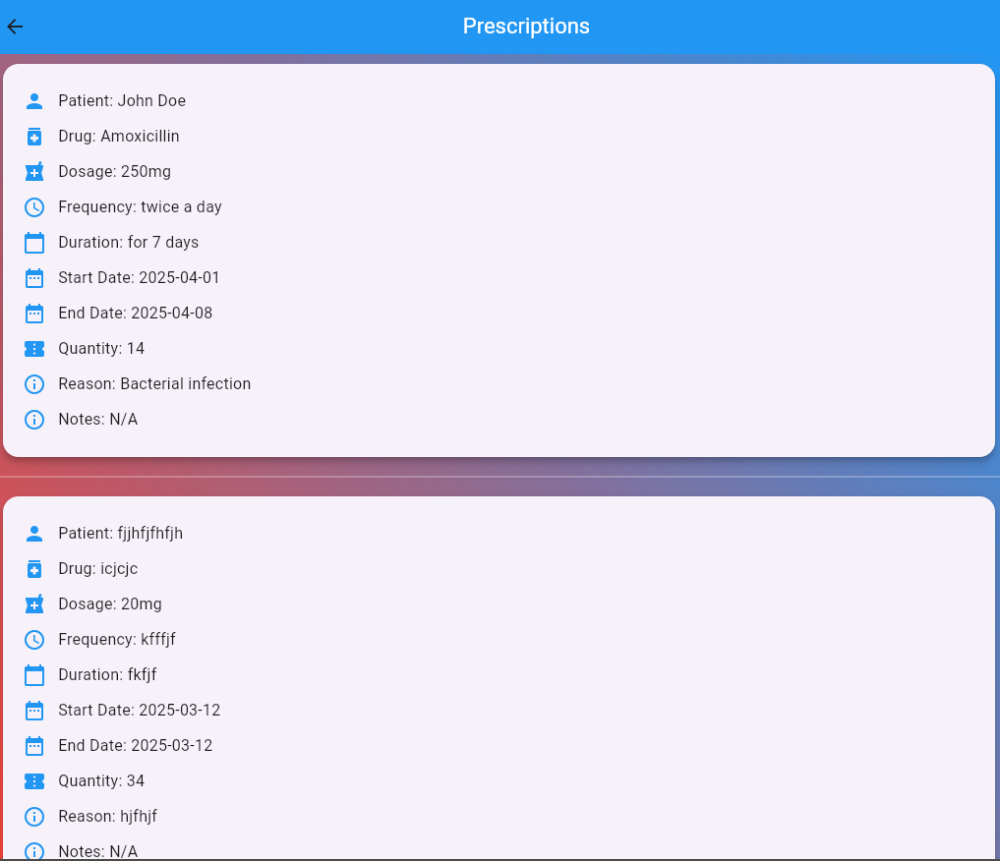 Prescriptions
Patient: John Doe
Drug: Amoxicillin
Dosage: 250mg
Frequency: twice a day
Duration: for 7 days
Start Date: 2025-04-01
End Date: 2025-04-08
Quantity: 14
Reason: Bacterial infection
Notes: N/A
Patient: fjjhfjfhfjh
Drug: icjcjc
Dosage: 20mg
Frequency: kfffjf
Duration: fkfjf
Start Date: 2025-03-12
End Date: 2025-03-12
Quantity: 34
Reason: hjfhjf
Notes: N/A